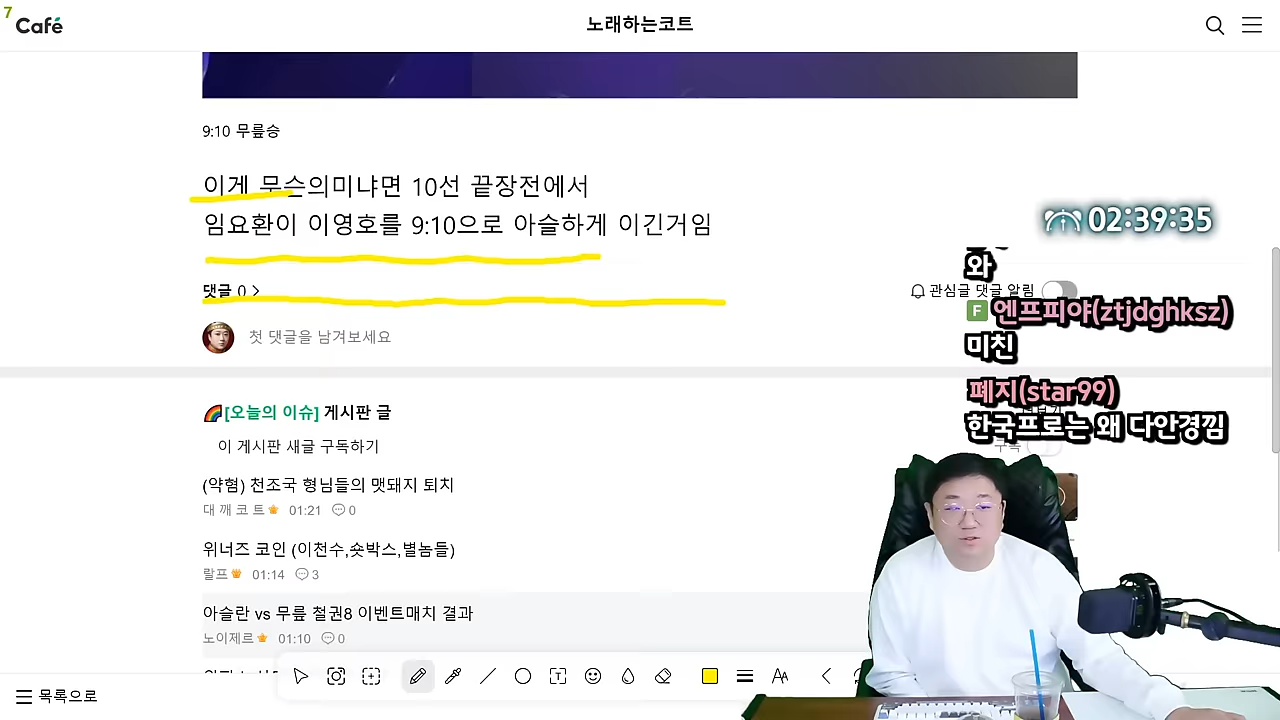 7
Café
노래하는코트
9:10 무릎승
이게 무슨의미냐면 10선 끝장전에서
임요환이 이영호를 9:10으로 아슬하게 이긴거임
02:39:35
와
댓글 0 >
관심글 댓글 알림
F 엔프피야(ztjdghksz)
미친
첫 댓글을 남겨보세요
폐지(star99)
한국프로는 왜 다안경낌
[오늘의 이슈] 게시판 글
이 게시판 새글 구독하기
구독
(약혐) 천조국 형님들의 맷돼지 퇴치
대 깨 코 트 01:21 0
위너즈 코인 (이천수,숏박스,별놈들)
랄프 01:14 3
아슬란 vs 무릎 철권8 이벤트매치 결과
노이제르 01:10 0
목록으로